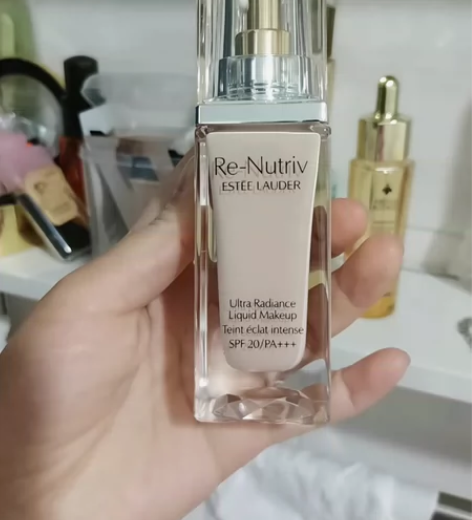 Re-Nutriv
ESTĒE LAUDER
Ultra Radiance
Liquid Makeup
Teint éclat intense
SPF 20/PA+++